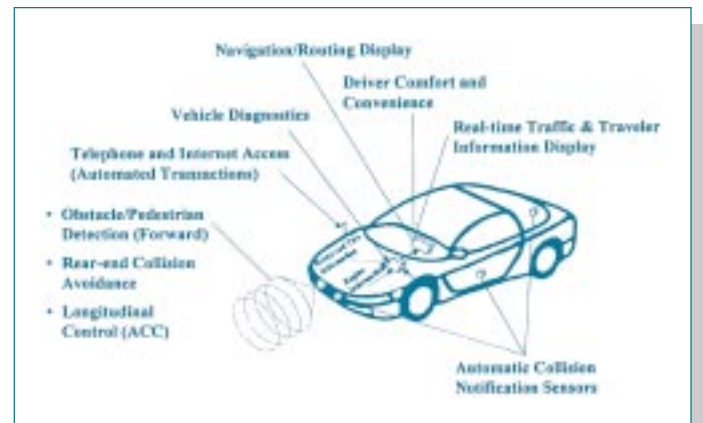 Navigation/Routing Display
Driver Comfort and
Convenience
Vehicle Diagnostics
Real-time Traffic & Traveler
Information Display
Telephone and Internet Access
(Automated Transactions)
• Obstacle/Pedestrian
Detection (Forward)
• Rear-end Collision
Avoidance
• Longitudinal
Control (ACC)
Automatic Collision
Notification Sensors